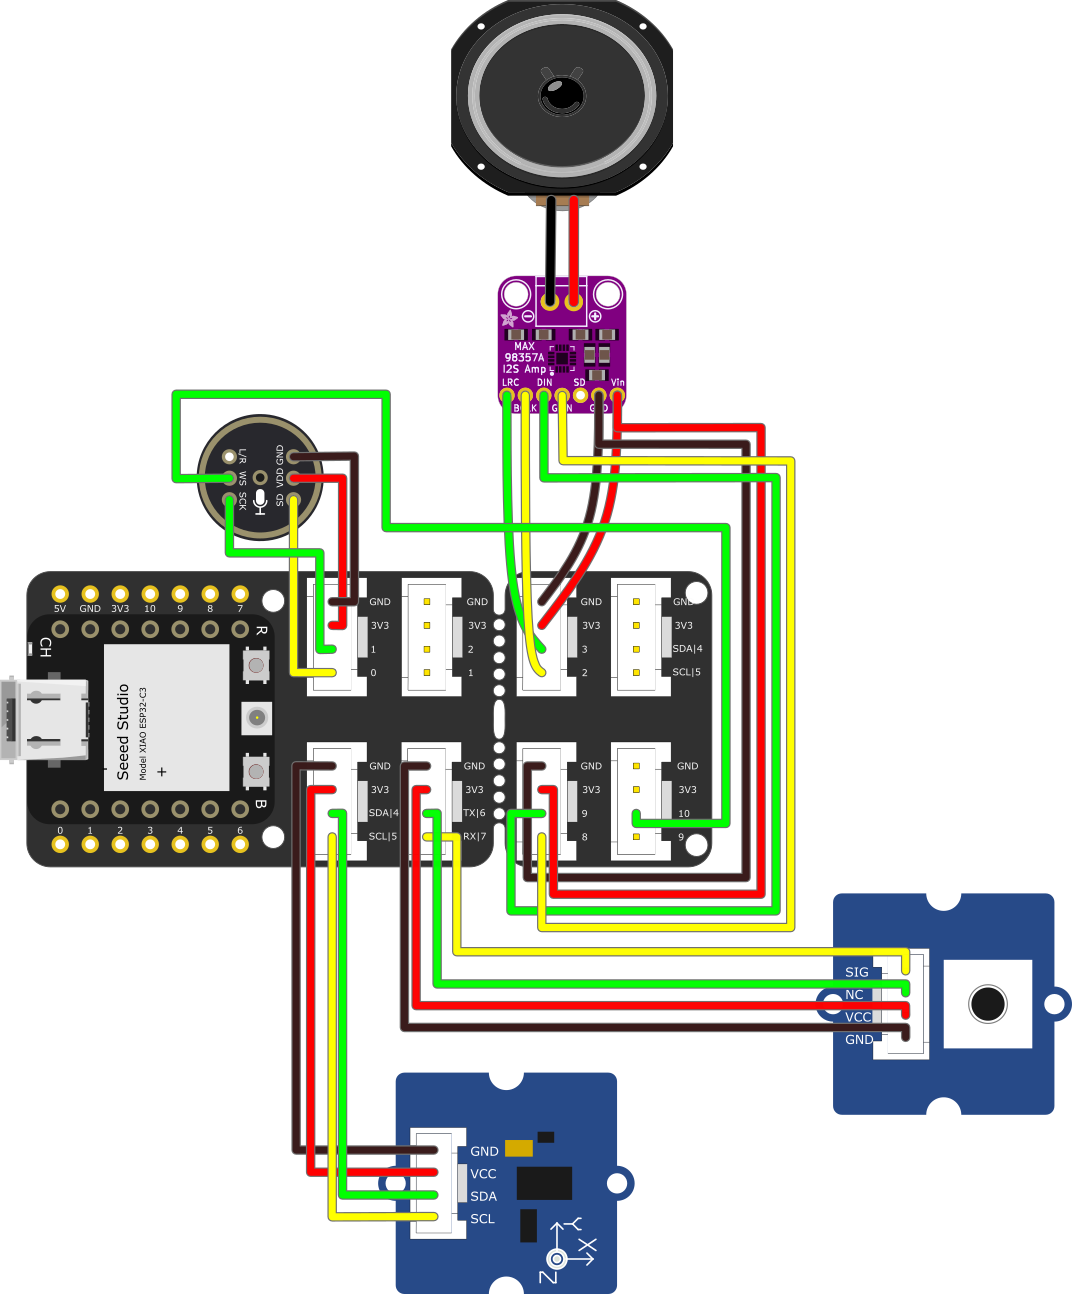 MAX
98357A
I2S Amp
LRC DIN SD Vin
L/R WS SCK
GND VDD SD
5V GND 3V3 10 9 8 7
R
CH
Seeed Studio
Model XIAO ESP32-C3
+
B
0 1 2 3 4 5 6
GND
3V3
1
0
GND
3V3
2
1
GND
3V3
3
2
GND
3V3
SDA|4
SCL|5
GND
3V3
SDA|4
SCL|5
GND
3V3
TX|6
RX|7
GND
3V3
9
8
GND
3V3
10
9
SIG
NC
VCC
GND
GND
VCC
SDA
SCL
Y
X
Z